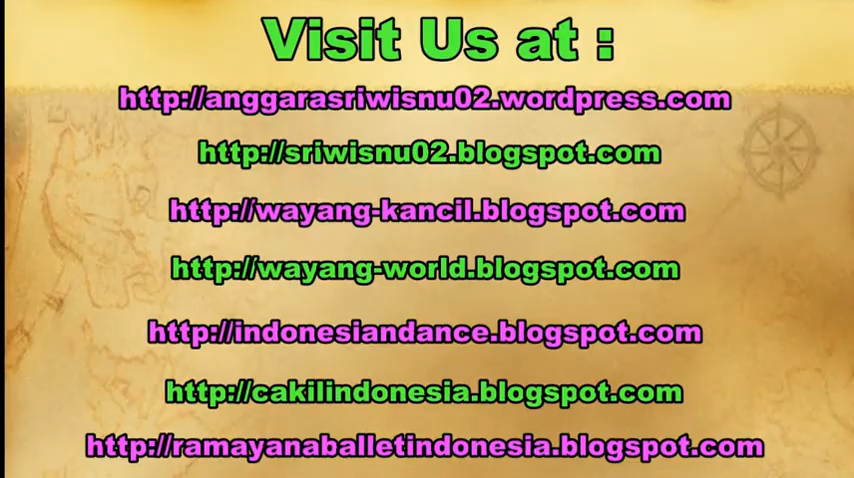 Visit Us at :
http://anggarasriwisnu02.wordpress.com
http://sriwisnu02.blogspot.com
http://wayang-kancil.blogspot.com
http://wayang-world.blogspot.com
http://indonesiandance.blogspot.com
http://cakilindonesia.blogspot.com
http://ramayanaballetindonesia.blogspot.com